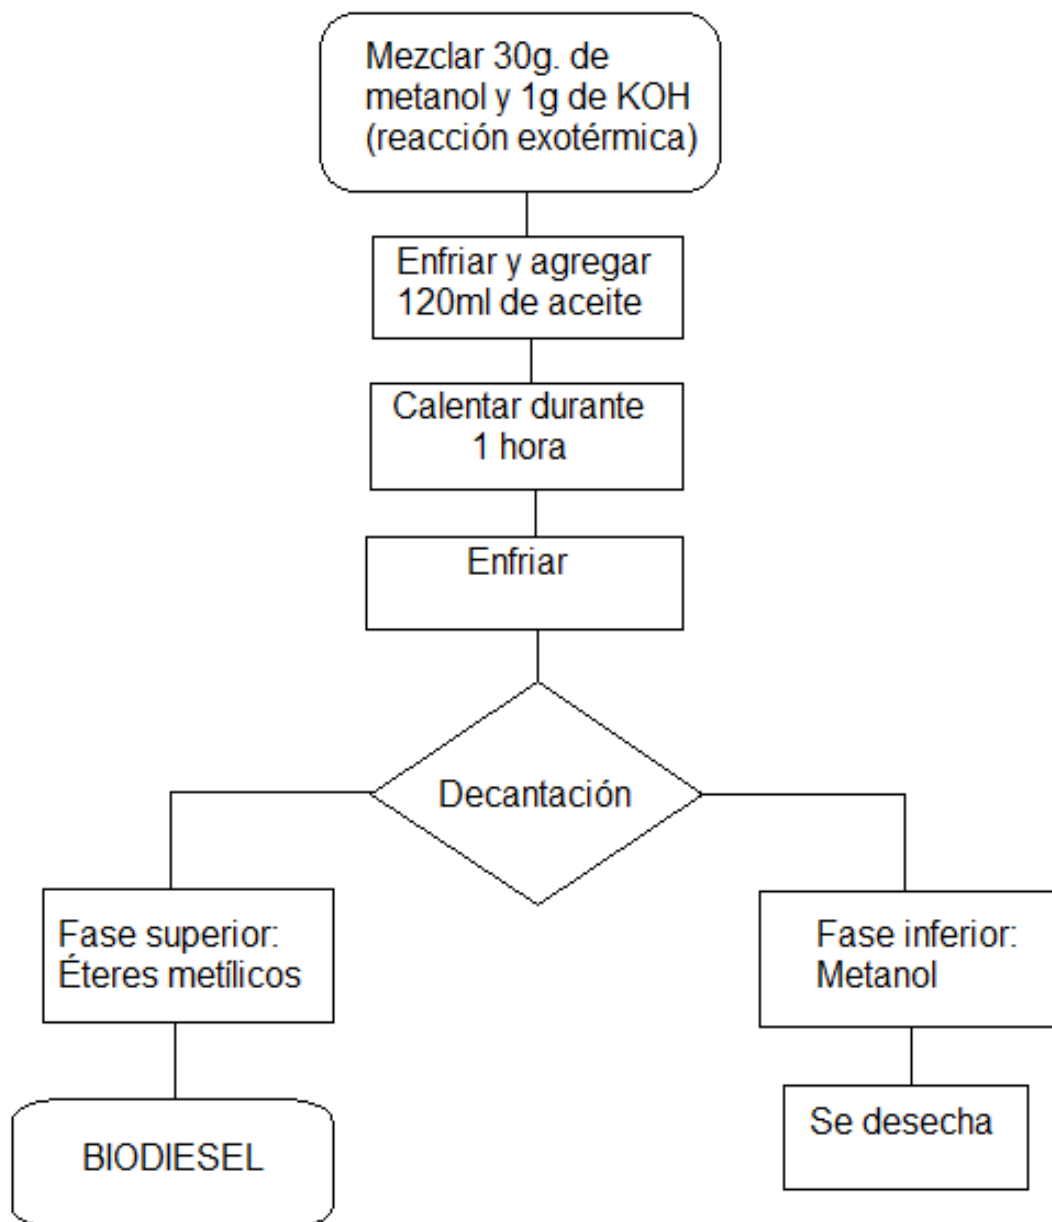 Mezclar 30g. de
metanol y 1g de KOH
(reacción exotérmica)
Enfriar y agregar
120ml de aceite
Calentar durante
1 hora
Enfriar
Decantación
Fase superior:
Éteres metílicos
Fase inferior:
Metanol
BIODIESEL
Se desecha